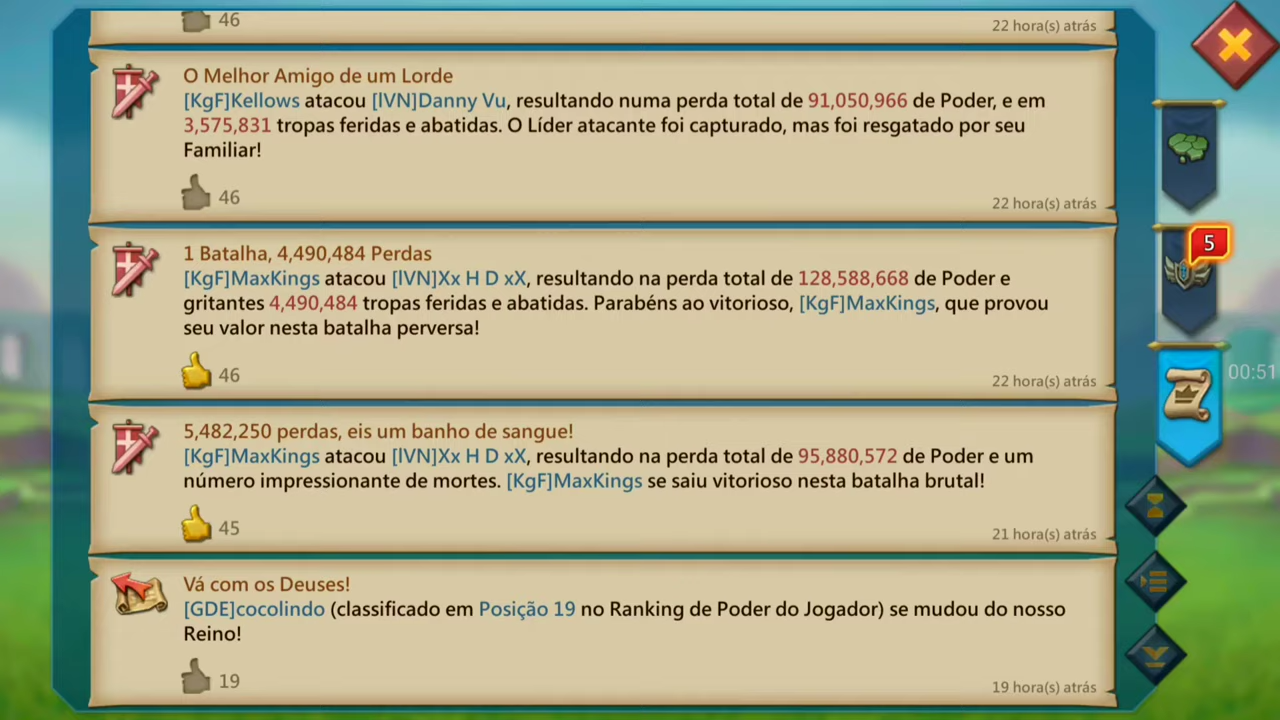 46
22 hora(s) atrás
O Melhor Amigo de um Lorde
[KgF]Kellows atacou [lVN]Danny Vu, resultando numa perda total de 91,050,966 de Poder, e em
3,575,831 tropas feridas e abatidas. O Líder atacante foi capturado, mas foi resgatado por seu
Familiar!
46
22 hora(s) atrás
5
1 Batalha, 4,490,484 Perdas
[KgF]MaxKings atacou [lVN]Xx H D xX, resultando na perda total de 128,588,668 de Poder e
gritantes 4,490,484 tropas feridas e abatidas. Parabéns ao vitorioso, [KgF]MaxKings, que provou
seu valor nesta batalha perversa!
46
22 hora(s) atrás
00:51
5,482,250 perdas, eis um banho de sangue!
[KgF]MaxKings atacou [lVN]Xx H D xX, resultando na perda total de 95,880,572 de Poder e um
número impressionante de mortes. [KgF]MaxKings se saiu vitorioso nesta batalha brutal!
45
21 hora(s) atrás
Vá com os Deuses!
[GDE]cocolindo (classificado em Posição 19 no Ranking de Poder do Jogador) se mudou do nosso
Reino!
19
19 hora(s) atrás